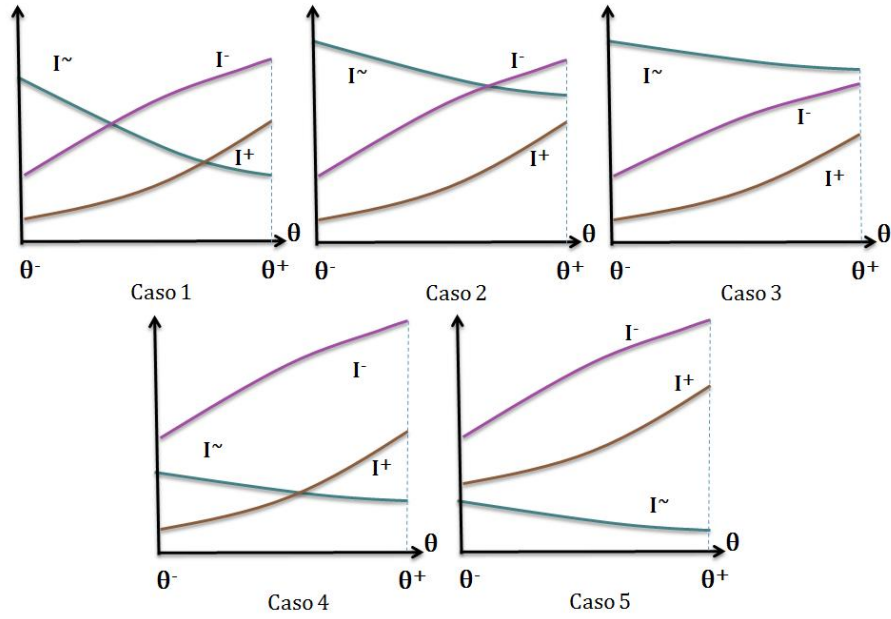 I~
I-
I+
θ
θ-
θ+
Caso 1
I~
I-
I+
θ
θ-
θ+
Caso 2
I~
I-
I+
θ
θ-
θ+
Caso 3
I-
I~
I+
θ
θ-
θ+
Caso 4
I-
I+
I~
θ
θ-
θ+
Caso 5